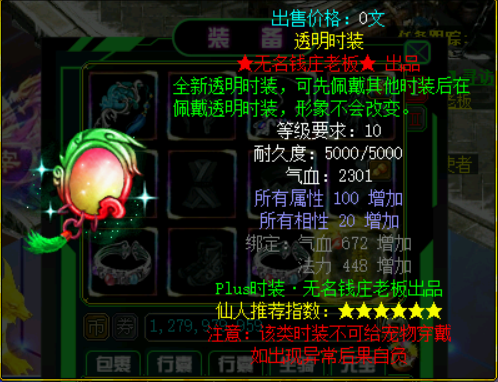 出售价格：0文
透明时装
★无名钱庄老板★ 出品
全新透明时装，可先佩戴其他时装后在
佩戴透明时装，形象不会改变。
等级要求：10
耐久度：5000/5000
气血：2301
所有属性 100 增加
所有相性 20 增加
绑定：气血 672 增加
法力 448 增加
Plus时装·无名钱庄老板出品
仙人推荐指数：★★★★★★
注意：该类时装不可给宠物穿戴
如出现异常后果自负
装 备
币 券
包裹
行囊
行囊